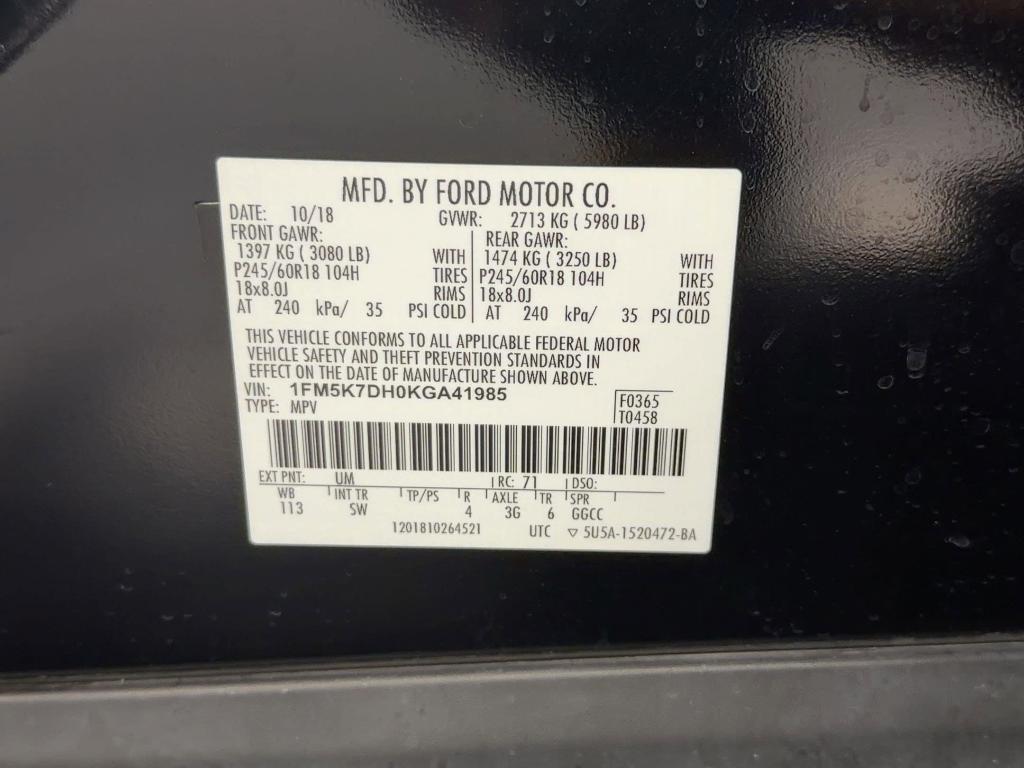 MFD. BY FORD MOTOR CO.
DATE: 10/18 GVWR: 2713 KG ( 5980 LB)
FRONT GAWR: REAR GAWR:
1397 KG ( 3080 LB) WITH 1474 KG ( 3250 LB) WITH
P245/60R18 104H TIRES P245/60R18 104H TIRES
18x8.0J RIMS 18x8.0J RIMS
AT 240 kPa/ 35 PSI COLD AT 240 kPa/ 35 PSI COLD
THIS VEHICLE CONFORMS TO ALL APPLICABLE FEDERAL MOTOR
VEHICLE SAFETY AND THEFT PREVENTION STANDARDS IN
EFFECT ON THE DATE OF MANUFACTURE SHOWN ABOVE.
VIN: 1FM5K7DH0KGA41985 F0365
TYPE: MPV T0458
EXT PNT: UM RC: 71 DSO:
WB INT TR TP/PS R AXLE TR SPR
113 SW 4 3G 6 GGCC
1201810264521 UTC ▽ 5U5A-1520472-BA